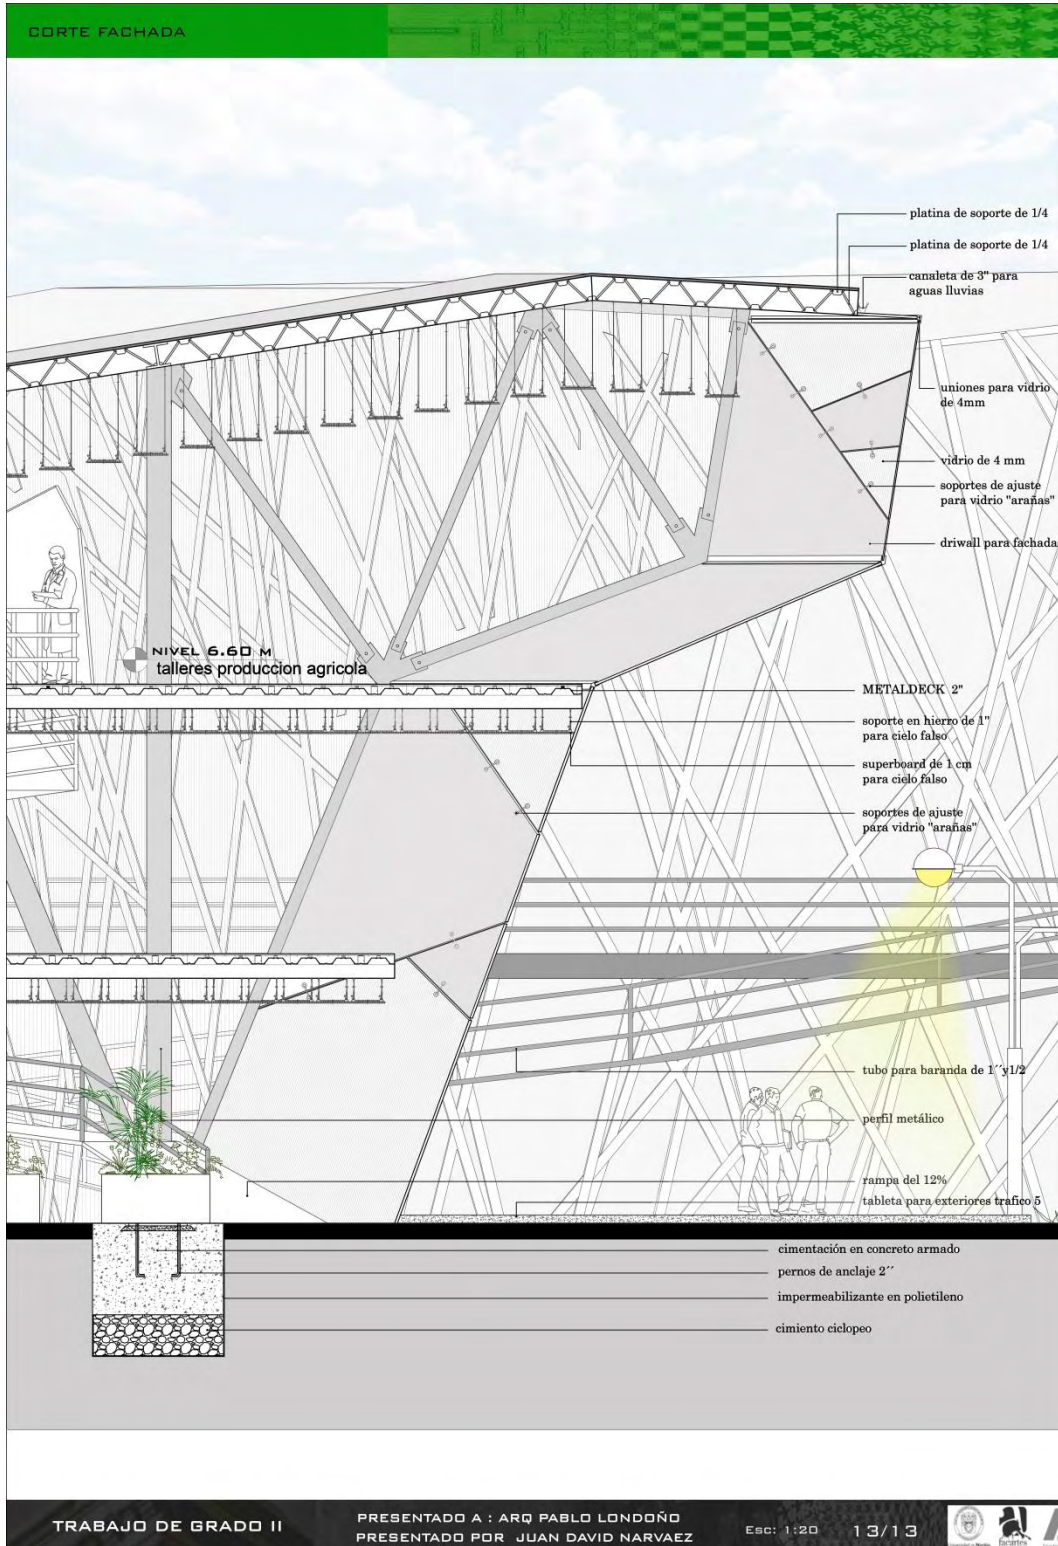 CORTE FACHADA
platina de soporte de 1/4
platina de soporte de 1/4
canaleta de 3" para
aguas lluvias
uniones para vidrio
de 4mm
vidrio de 4 mm
soportes de ajuste
para vidrio "arañas"
driwall para fachada
NIVEL 6.60 M
talleres produccion agricola
METALDECK 2"
soporte en hierro de 1"
para cielo falso
superboard de 1 cm
para cielo falso
soportes de ajuste
para vidrio "arañas"
tubo para baranda de 1´´y1/2
perfil metálico
rampa del 12%
tableta para exteriores trafico 5
cimentación en concreto armado
pernos de anclaje 2´´
impermeabilizante en polietileno
cimiento ciclopeo
TRABAJO DE GRADO II
PRESENTADO A : ARQ PABLO LONDOÑO
PRESENTADO POR JUAN DAVID NARVAEZ
Esc: 1:20
13/13
facartes